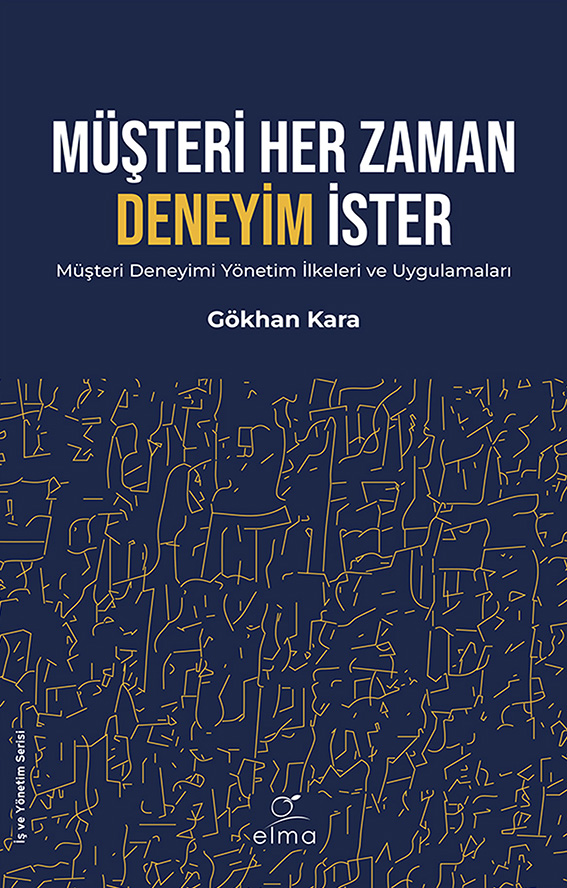 MÜŞTERİ HER ZAMAN
DENEYİM İSTER
Müşteri Deneyimi Yönetim İlkeleri ve Uygulamaları
Gökhan Kara
İş ve Yönetim Serisi
elma